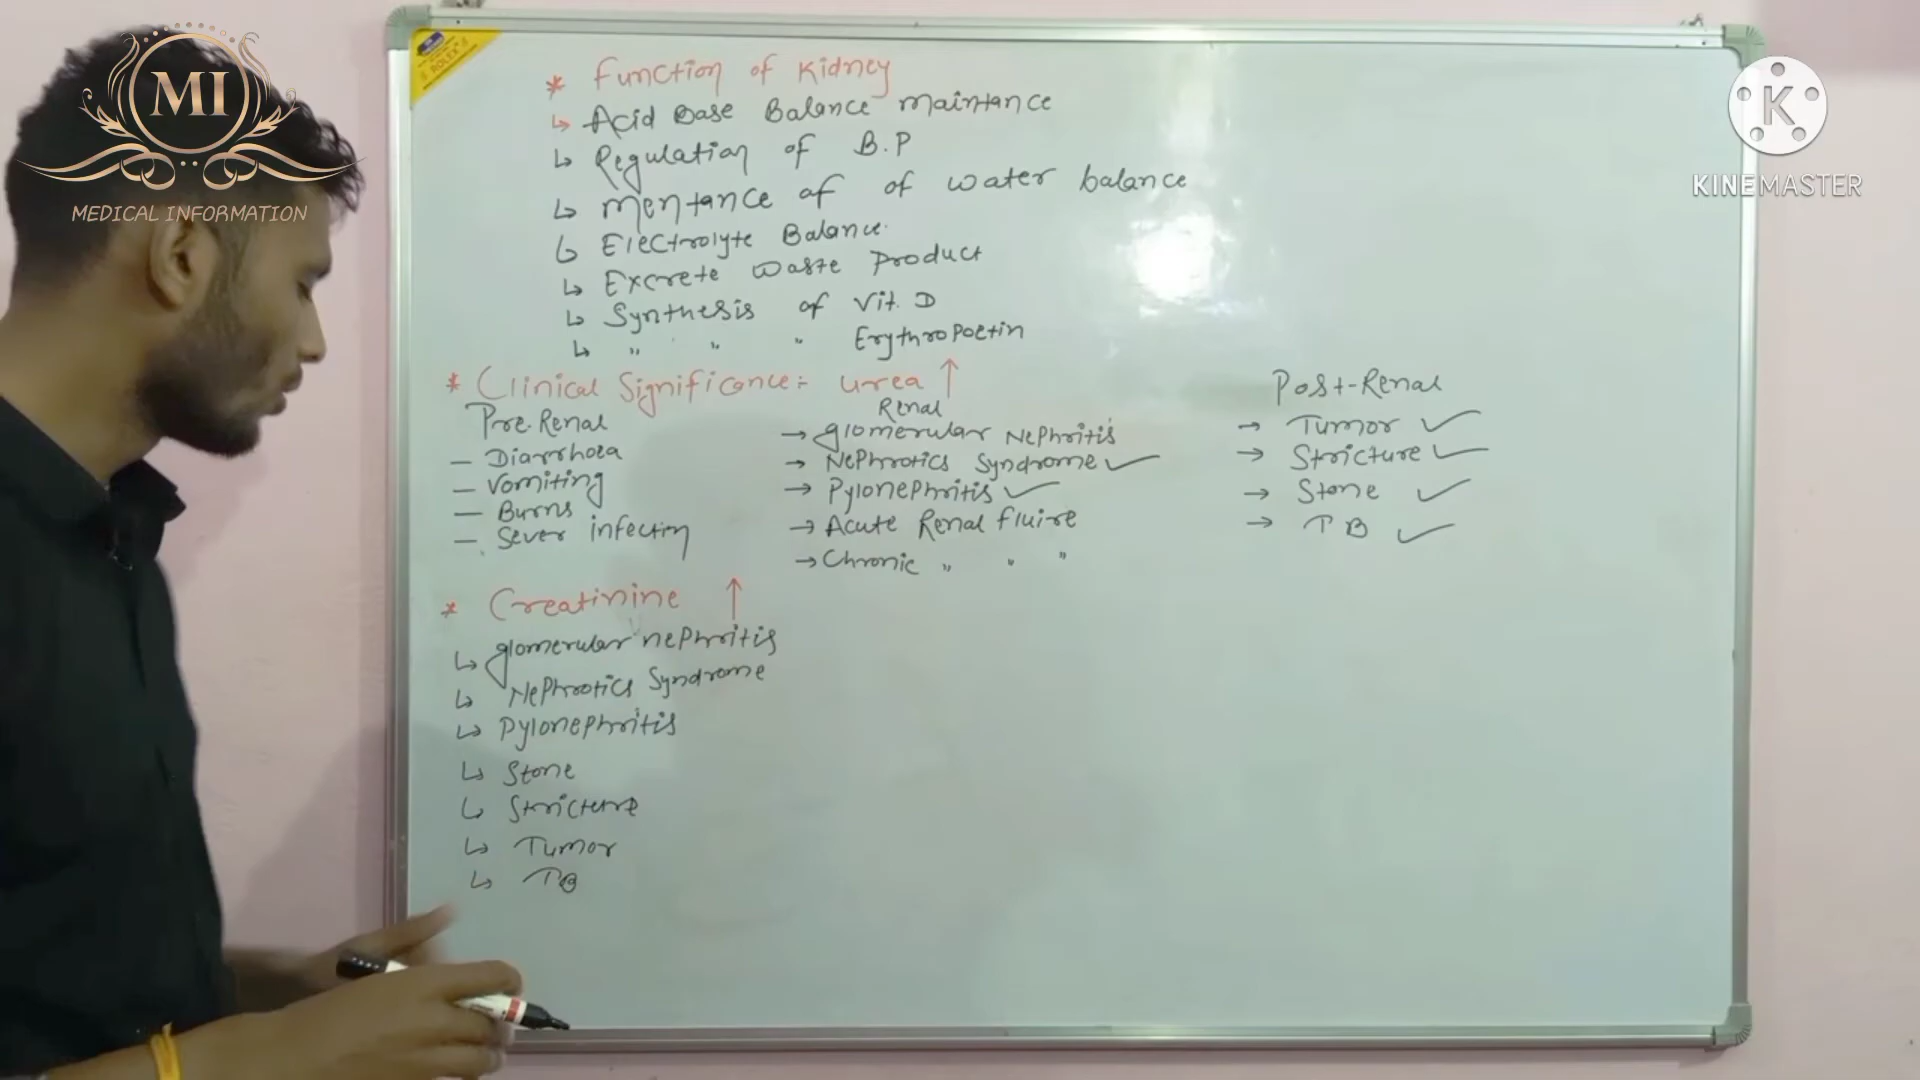 MI
MEDICAL INFORMATION
K
KINEMASTER
ROLEX
* Function of Kidney
↳ Acid Base Balance maintance
↳ Regulation of B.P
↳ mentance of of water balance
↳ Electrolyte Balance.
↳ Excrete waste Product
↳ Synthesis of Vit. D
↳ " " " Erythropoetin
* Clinical Significance:- urea ↑
Pre-Renal
- Diarrhoea
- Vomiting
- Burns
- Sever infection
Renal
→ glomerular Nephritis
→ Nephrotics Syndrome ✓
→ Pylonephritis ✓
→ Acute Renal fluire
→ Chronic " " "
Post-Renal
→ Tumor ✓
→ Stricture ✓
→ Stone ✓
→ TB ✓
* Creatinine ↑
↳ glomerular nephritis
↳ Nephrotics Syndrome
↳ Pylonephritis
↳ Stone
↳ Stricture
↳ Tumor
↳ TB